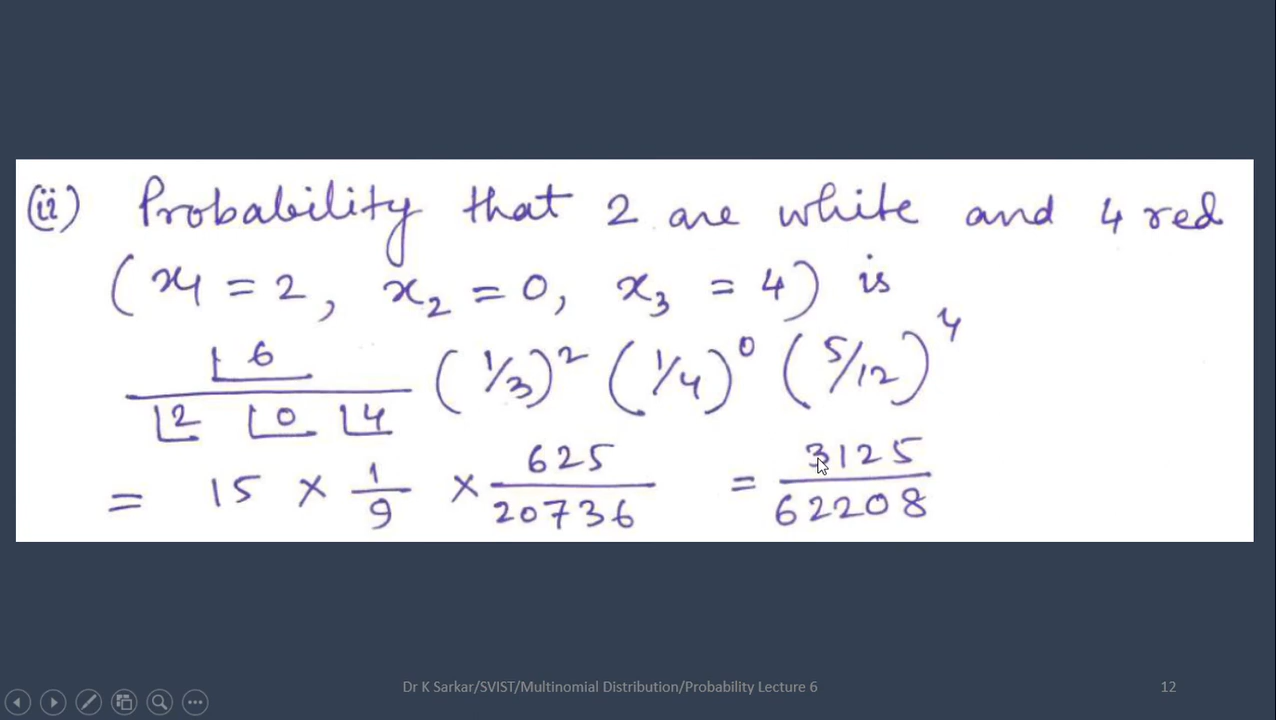 (ii) Probability that 2 are white and 4 red
(x₁ = 2, x₂ = 0, x₃ = 4) is
⌊6 / ⌊2 ⌊0 ⌊4 (1/3)² (1/4)⁰ (5/12)⁴
= 15 × 1/9 × 625/20736 = 3125/62208
Dr K Sarkar/SVIST/Multinomial Distribution/Probability Lecture 6 12